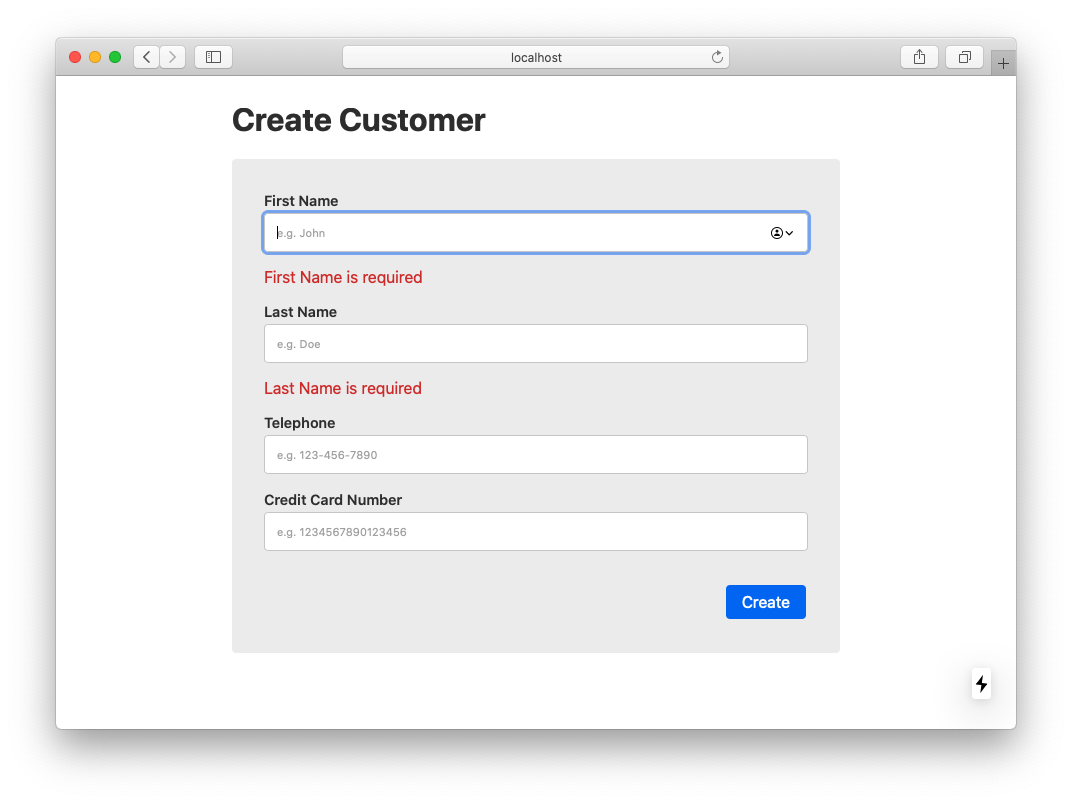 localhost
Create Customer
First Name
e.g. John
First Name is required
Last Name
e.g. Doe
Last Name is required
Telephone
e.g. 123-456-7890
Credit Card Number
e.g. 1234567890123456
Create